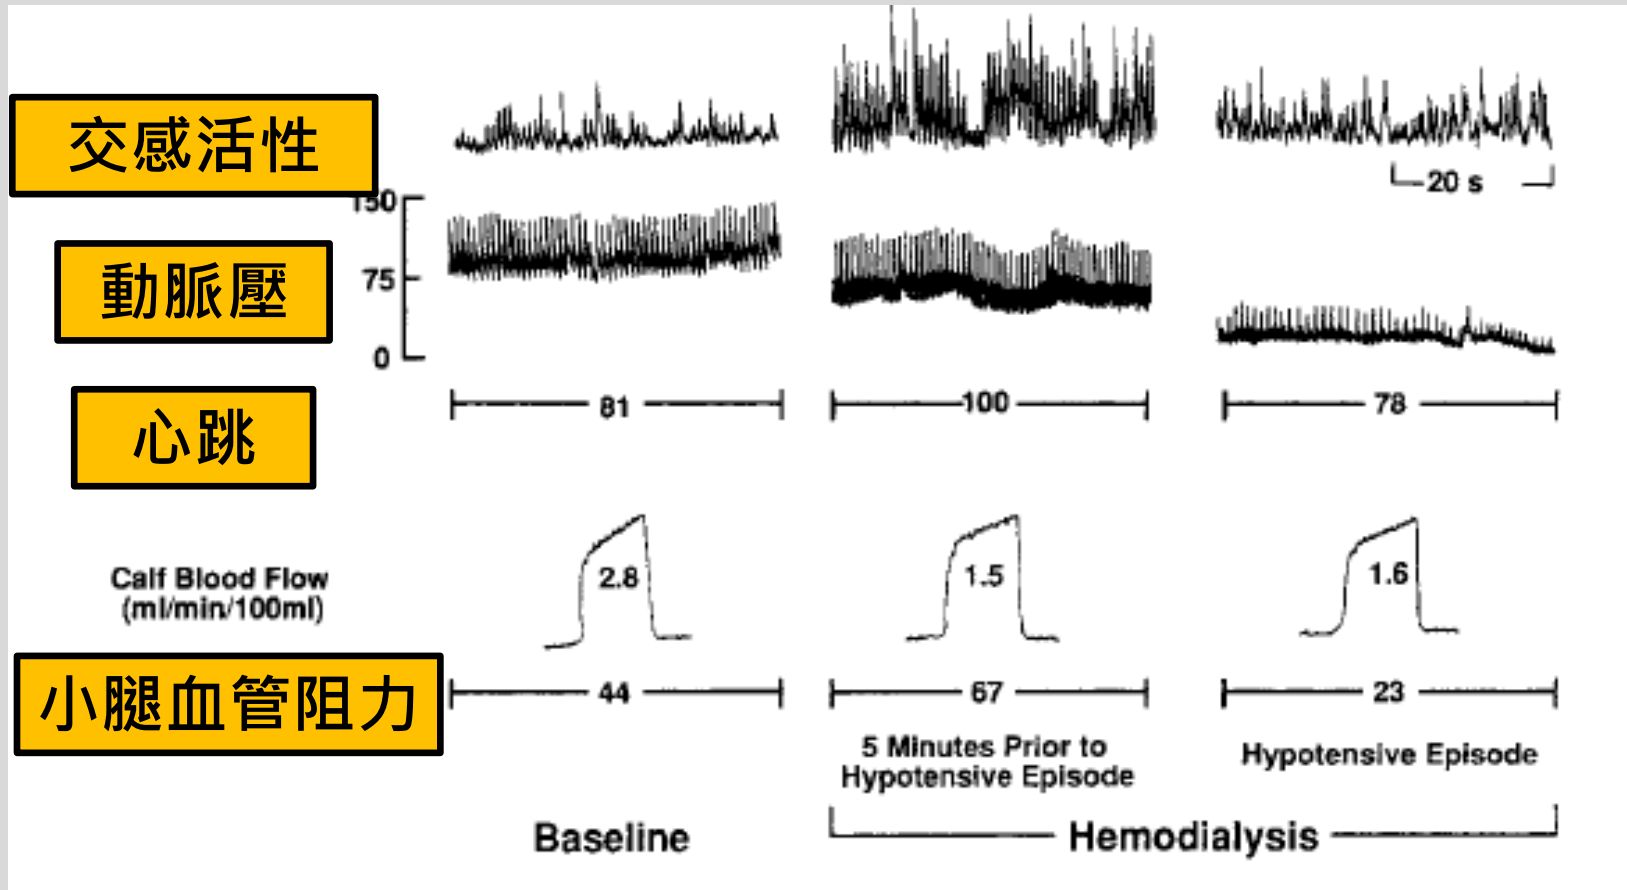 交感活性
20 s
150
75
0
動脈壓
心跳
81
100
78
Calf Blood Flow
(ml/min/100ml)
2.8
1.5
1.6
小腿血管阻力
44
67
23
5 Minutes Prior to
Hypotensive Episode
Hypotensive Episode
Baseline
Hemodialysis